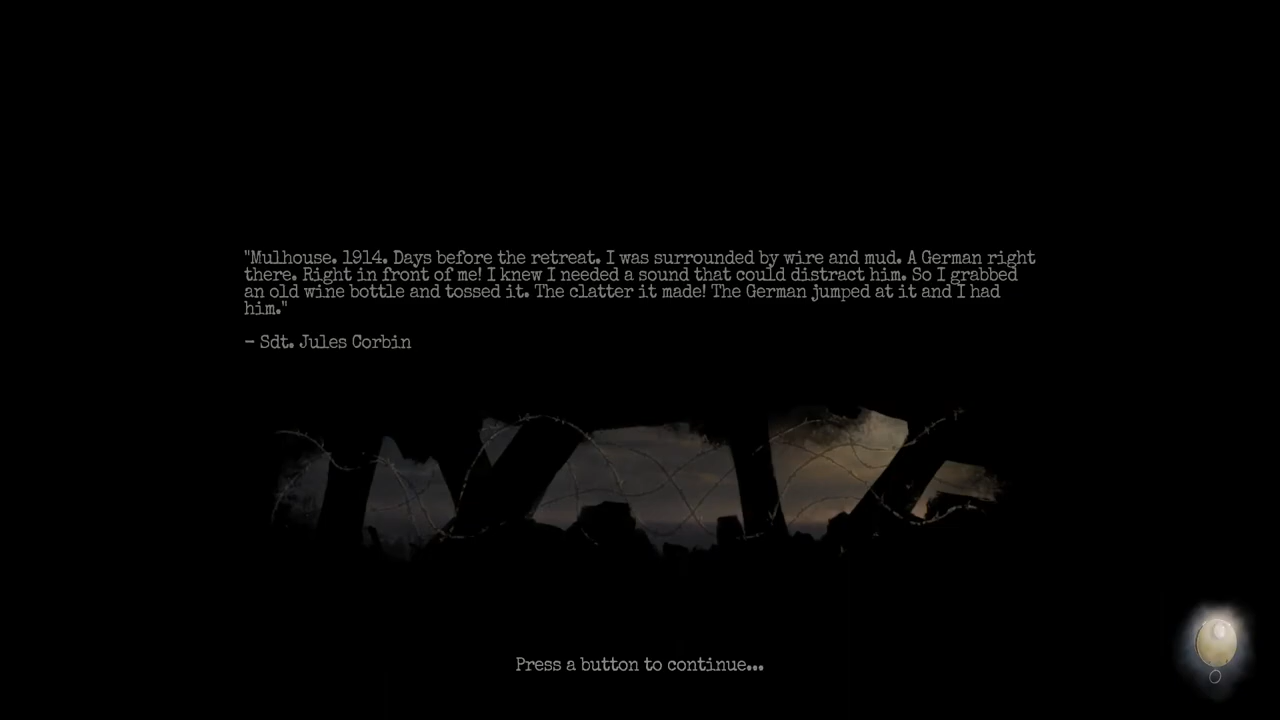 "Mulhouse. 1914. Days before the retreat. I was surrounded by wire and mud. A German right
there. Right in front of me! I knew I needed a sound that could distract him. So I grabbed
an old wine bottle and tossed it. The clatter it made! The German jumped at it and I had
him."
- Sdt. Jules Corbin
Press a button to continue...